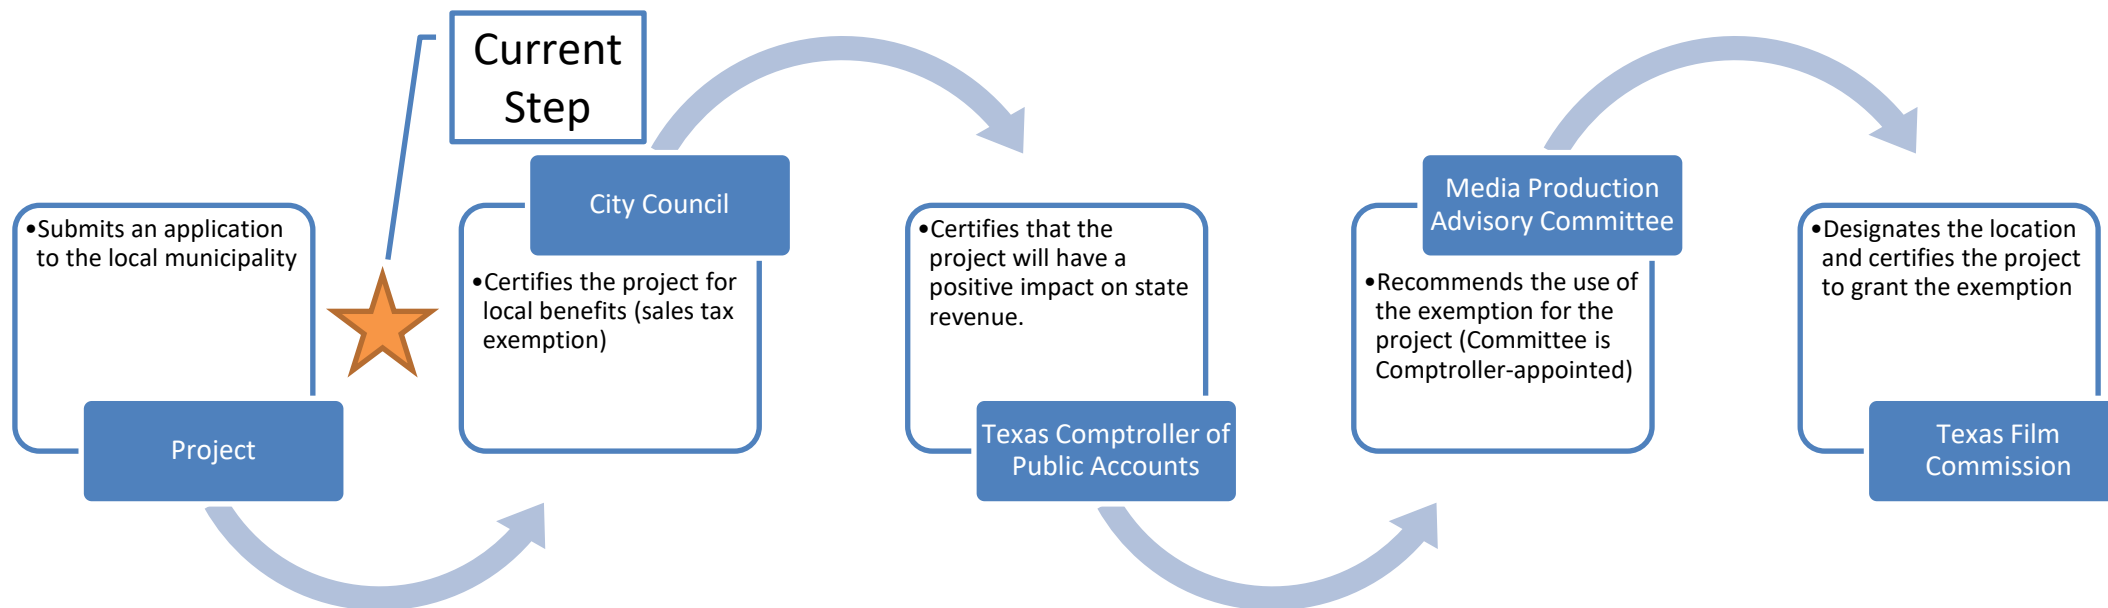 Current
Step
•Submits an application
to the local municipality
Project
City Council
•Certifies the project for
local benefits (sales tax
exemption)
•Certifies that the
project will have a
positive impact on state
revenue.
Texas Comptroller of
Public Accounts
Media Production
Advisory Committee
•Recommends the use of
the exemption for the
project (Committee is
Comptroller-appointed)
•Designates the location
and certifies the project
to grant the exemption
Texas Film
Commission